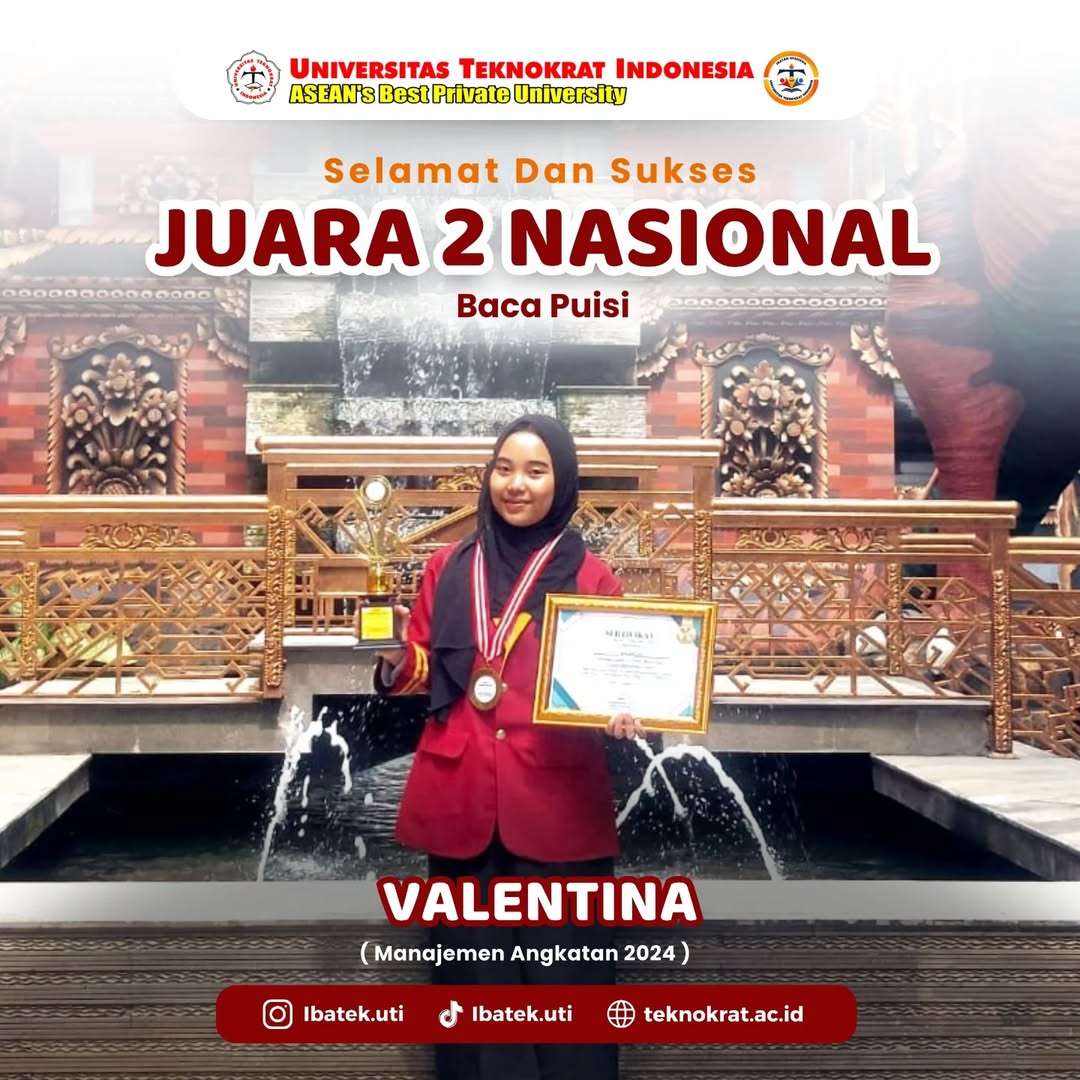 UNIVERSITAS TEKNOKRAT INDONESIA
ASEAN's Best Private University
Selamat Dan Sukses
JUARA 2 NASIONAL
Baca Puisi
SERTIFIKAT
VALENTINA
( Manajemen Angkatan 2024 )
Ibatek.uti
Ibatek.uti
teknokrat.ac.id